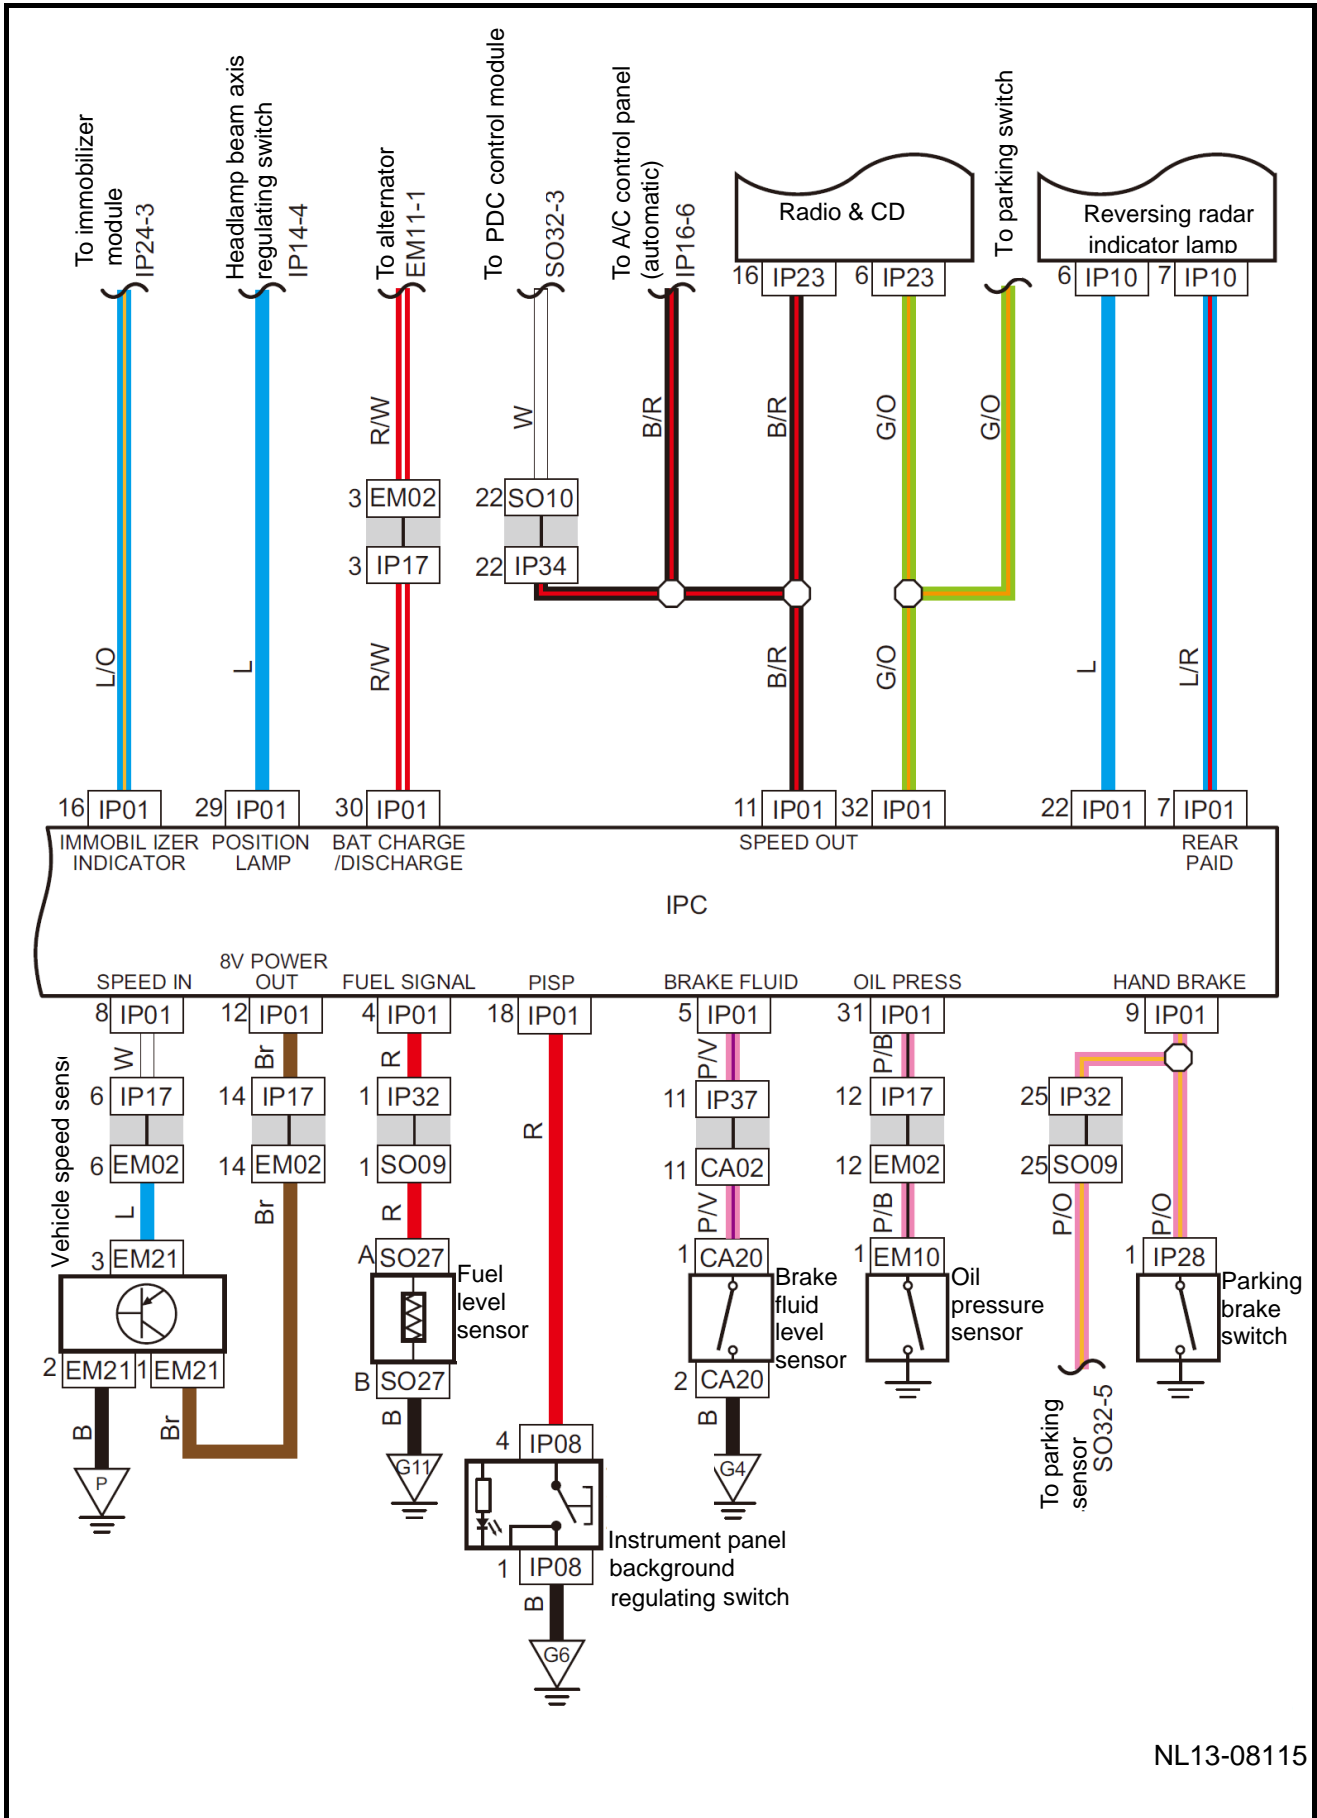 To immobilizer
module
IP24-3
Headlamp beam axis
regulating switch
IP14-4
To alternator
EM11-1
To PDC control module
SO32-3
To A/C control panel
(automatic)
IP16-6
Radio & CD
To parking switch
Reversing radar
indicator lamp
16 IP23 6 IP23 6 IP10 7 IP10
R/W W B/R B/R G/O G/O
3 EM02 22 SO10
3 IP17 22 IP34
L/O L R/W B/R G/O L L/R
16 IP01 29 IP01 30 IP01 11 IP01 32 IP01 22 IP01 7 IP01
IMMOBIL IZER
INDICATOR
POSITION
LAMP
BAT CHARGE
/DISCHARGE
SPEED OUT
REAR
PAID
IPC
SPEED IN
8V POWER
OUT
FUEL SIGNAL
PISP
BRAKE FLUID
OIL PRESS
HAND BRAKE
8 IP01 12 IP01 4 IP01 18 IP01 5 IP01 31 IP01 9 IP01
W Br R P/V P/B
6 IP17 14 IP17 1 IP32 11 IP37 12 IP17 25 IP32
R
6 EM02 14 EM02 1 SO09 11 CA02 12 EM02 25 SO09
L Br R P/V P/B P/O P/O
Vehicle speed sens
3 EM21 A SO27 1 CA20 1 EM10 1 IP28
Fuel
level
sensor
Brake
fluid
level
sensor
Oil
pressure
sensor
Parking
brake
switch
2 EM21 1 EM21 B SO27 2 CA20
B Br B B
To parking
sensor
SO32-5
4 IP08
P G11 G4
Instrument panel
background
regulating switch
1 IP08
B
G6
NL13-08115